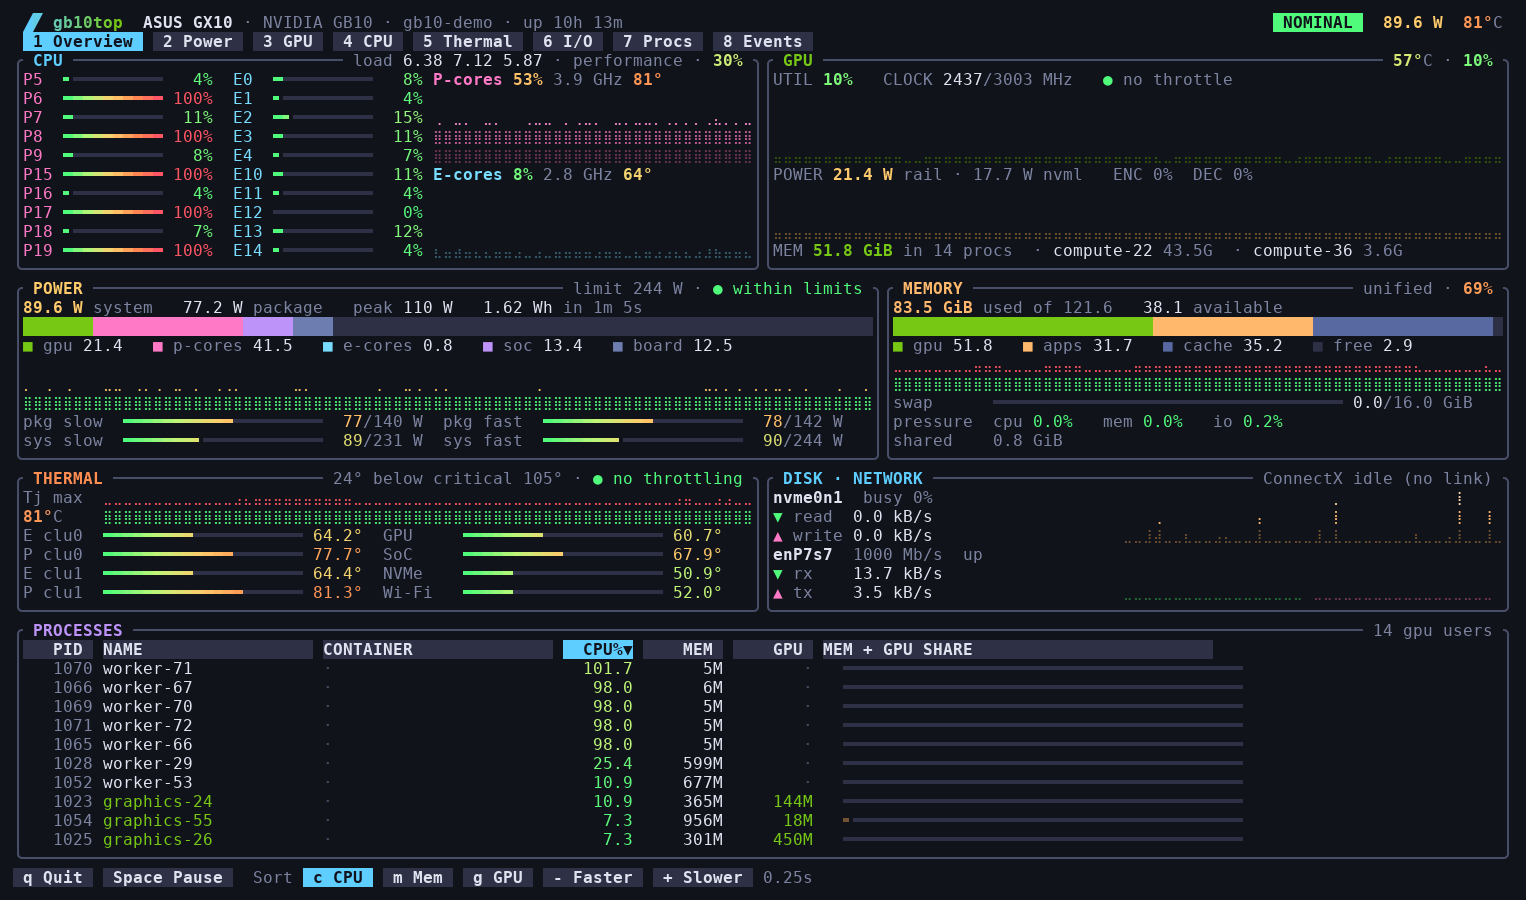 gb10top ASUS GX10 · NVIDIA GB10 · gb10-demo · up 10h 13m NOMINAL 89.6 W 81°C
1 Overview 2 Power 3 GPU 4 CPU 5 Thermal 6 I/O 7 Procs 8 Events
CPU load 6.38 7.12 5.87 · performance · 30%
P5 4% E0 8% P-cores 53% 3.9 GHz 81°
P6 100% E1 4%
P7 11% E2 15%
P8 100% E3 11%
P9 8% E4 7%
P15 100% E10 11% E-cores 8% 2.8 GHz 64°
P16 4% E11 4%
P17 100% E12 0%
P18 7% E13 12%
P19 100% E14 4%
GPU 57°C · 10%
UTIL 10% CLOCK 2437/3003 MHz ● no throttle
POWER 21.4 W rail · 17.7 W nvml ENC 0% DEC 0%
MEM 51.8 GiB in 14 procs · compute-22 43.5G · compute-36 3.6G
POWER limit 244 W · ● within limits
89.6 W system 77.2 W package peak 110 W 1.62 Wh in 1m 5s
■ gpu 21.4 ■ p-cores 41.5 ■ e-cores 0.8 ■ soc 13.4 ■ board 12.5
pkg slow 77/140 W pkg fast 78/142 W
sys slow 89/231 W sys fast 90/244 W
MEMORY unified · 69%
83.5 GiB used of 121.6 38.1 available
■ gpu 51.8 ■ apps 31.7 ■ cache 35.2 ■ free 2.9
swap 0.0/16.0 GiB
pressure cpu 0.0% mem 0.0% io 0.2%
shared 0.8 GiB
THERMAL 24° below critical 105° · ● no throttling
Tj max
81°C
E clu0 64.2° GPU 60.7°
P clu0 77.7° SoC 67.9°
E clu1 64.4° NVMe 50.9°
P clu1 81.3° Wi-Fi 52.0°
DISK · NETWORK ConnectX idle (no link)
nvme0n1 busy 0%
▼ read 0.0 kB/s
▲ write 0.0 kB/s
enP7s7 1000 Mb/s up
▼ rx 13.7 kB/s
▲ tx 3.5 kB/s
PROCESSES 14 gpu users
PID NAME CONTAINER CPU%▼ MEM GPU MEM + GPU SHARE
1070 worker-71 · 101.7 5M ·
1066 worker-67 · 98.0 6M ·
1069 worker-70 · 98.0 5M ·
1071 worker-72 · 98.0 5M ·
1065 worker-66 · 98.0 5M ·
1028 worker-29 · 25.4 599M ·
1052 worker-53 · 10.9 677M ·
1023 graphics-24 · 10.9 365M 144M
1054 graphics-55 · 7.3 956M 18M
1025 graphics-26 · 7.3 301M 450M
q Quit Space Pause Sort c CPU m Mem g GPU - Faster + Slower 0.25s